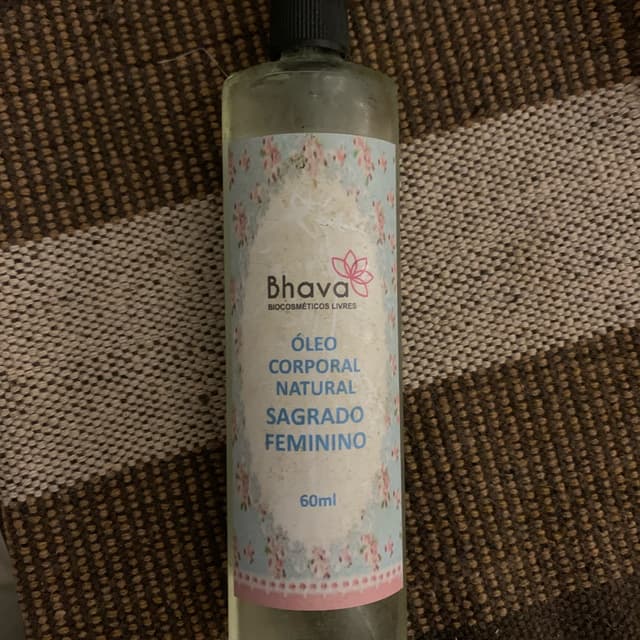 Bhava
BIOCOSMÉTICOS LIVRES
ÓLEO
CORPORAL
NATURAL
SAGRADO
FEMININO
60ml